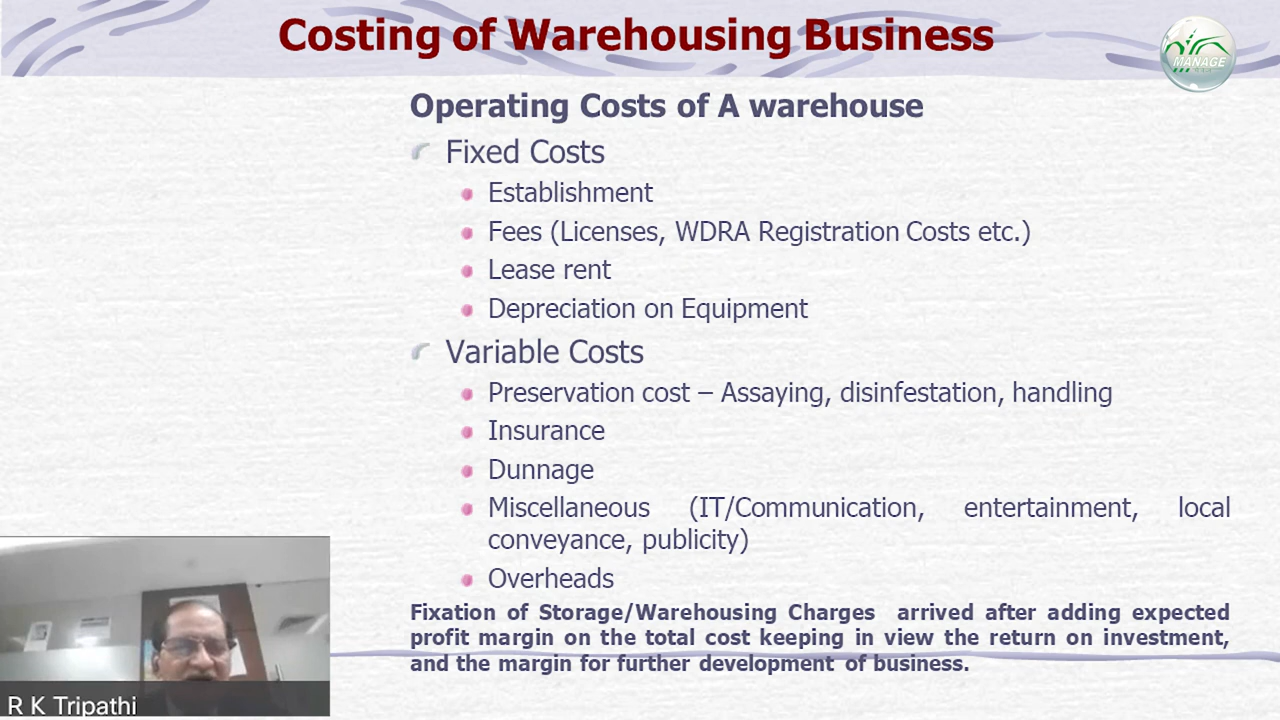 Costing of Warehousing Business
MANAGE
Operating Costs of A warehouse
Fixed Costs
Establishment
Fees (Licenses, WDRA Registration Costs etc.)
Lease rent
Depreciation on Equipment
Variable Costs
Preservation cost – Assaying, disinfestation, handling
Insurance
Dunnage
Miscellaneous (IT/Communication, entertainment, local
conveyance, publicity)
Overheads
Fixation of Storage/Warehousing Charges arrived after adding expected
profit margin on the total cost keeping in view the return on investment,
and the margin for further development of business.
R K Tripathi